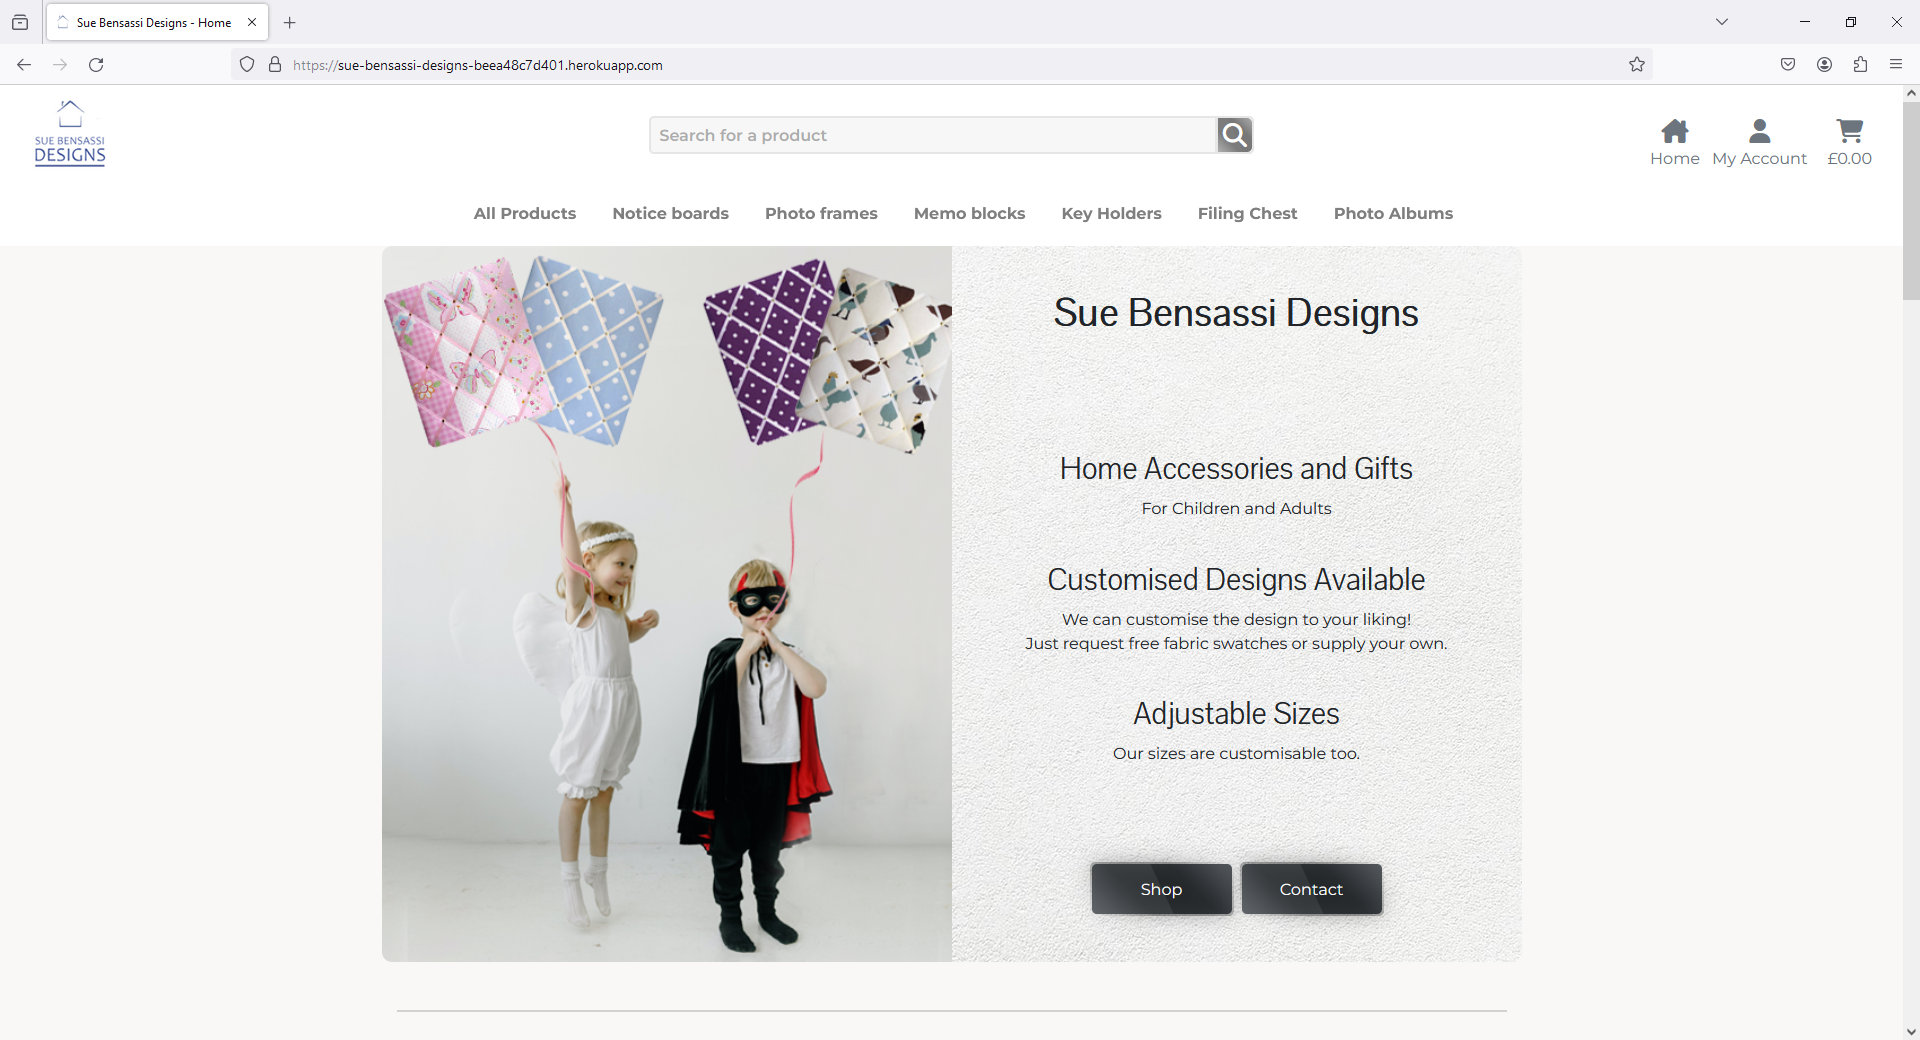 Sue Bensassi Designs - Home
https://sue-bensassi-designs-beea48c7d401.herokuapp.com
SUE BENSASSI
DESIGNS
Search for a product
Home
My Account
£0.00
All Products
Notice boards
Photo frames
Memo blocks
Key Holders
Filing Chest
Photo Albums
Sue Bensassi Designs
Home Accessories and Gifts
For Children and Adults
Customised Designs Available
We can customise the design to your liking!
Just request free fabric swatches or supply your own.
Adjustable Sizes
Our sizes are customisable too.
Shop
Contact